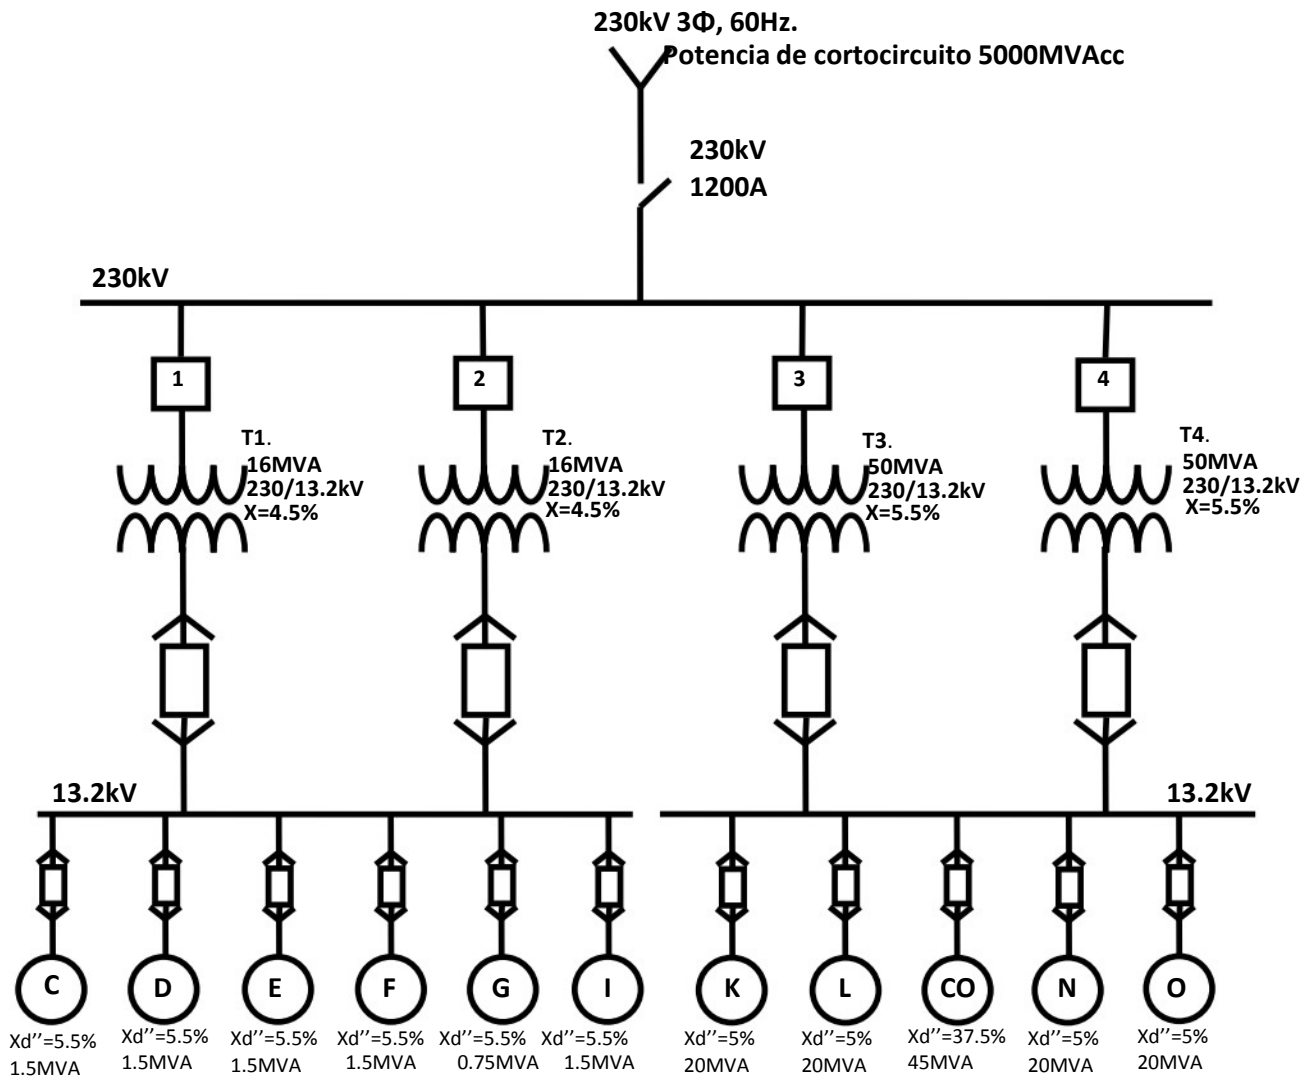 230kV 3Φ, 60Hz.
Potencia de cortocircuito 5000MVAcc
230kV
1200A
230kV
1
2
3
4
T1.
16MVA
230/13.2kV
X=4.5%
T2.
16MVA
230/13.2kV
X=4.5%
T3.
50MVA
230/13.2kV
X=5.5%
T4.
50MVA
230/13.2kV
X=5.5%
13.2kV
13.2kV
C
D
E
F
G
I
K
L
CO
N
O
Xd’’=5.5%
1.5MVA
Xd’’=5.5%
1.5MVA
Xd’’=5.5%
1.5MVA
Xd’’=5.5%
1.5MVA
Xd’’=5.5%
0.75MVA
Xd’’=5.5%
1.5MVA
Xd’’=5%
20MVA
Xd’’=5%
20MVA
Xd’’=37.5%
45MVA
Xd’’=5%
20MVA
Xd’’=5%
20MVA